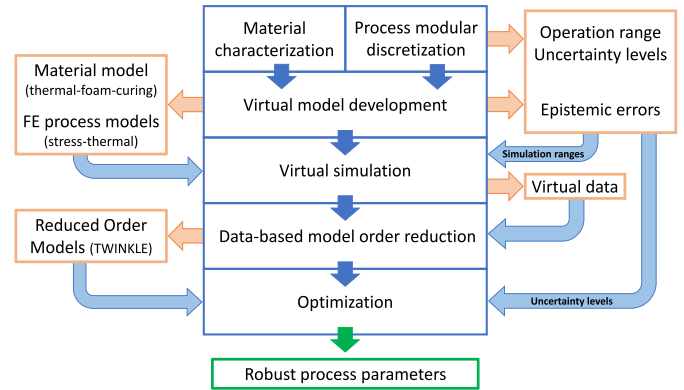 Material
characterization
Process modular
discretization
Operation range
Uncertainty levels
Epistemic errors
Material model
(thermal-foam-curing)
FE process models
(stress-thermal)
Virtual model development
Simulation ranges
Virtual simulation
Virtual data
Reduced Order
Models (TWINKLE)
Data-based model order reduction
Optimization
Uncertainty levels
Robust process parameters